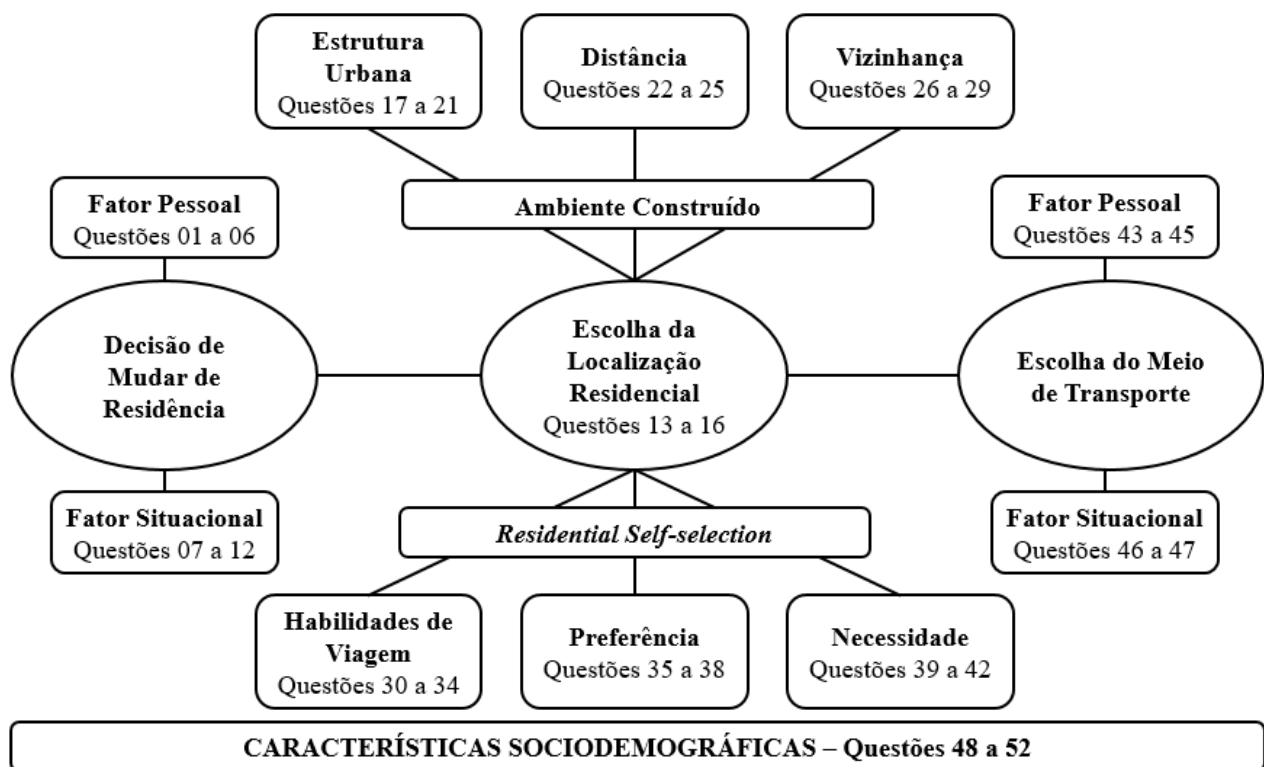 Estrutura
Urbana
Questões 17 a 21
Distância
Questões 22 a 25
Vizinhança
Questões 26 a 29
Ambiente Construído
Fator Pessoal
Questões 01 a 06
Fator Pessoal
Questões 43 a 45
Decisão de
Mudar de
Residência
Escolha da
Localização
Residencial
Questões 13 a 16
Escolha do Meio
de Transporte
Fator Situacional
Questões 07 a 12
Fator Situacional
Questões 46 a 47
Residential Self-selection
Habilidades de
Viagem
Questões 30 a 34
Preferência
Questões 35 a 38
Necessidade
Questões 39 a 42
CARACTERÍSTICAS SOCIODEMOGRÁFICAS – Questões 48 a 52